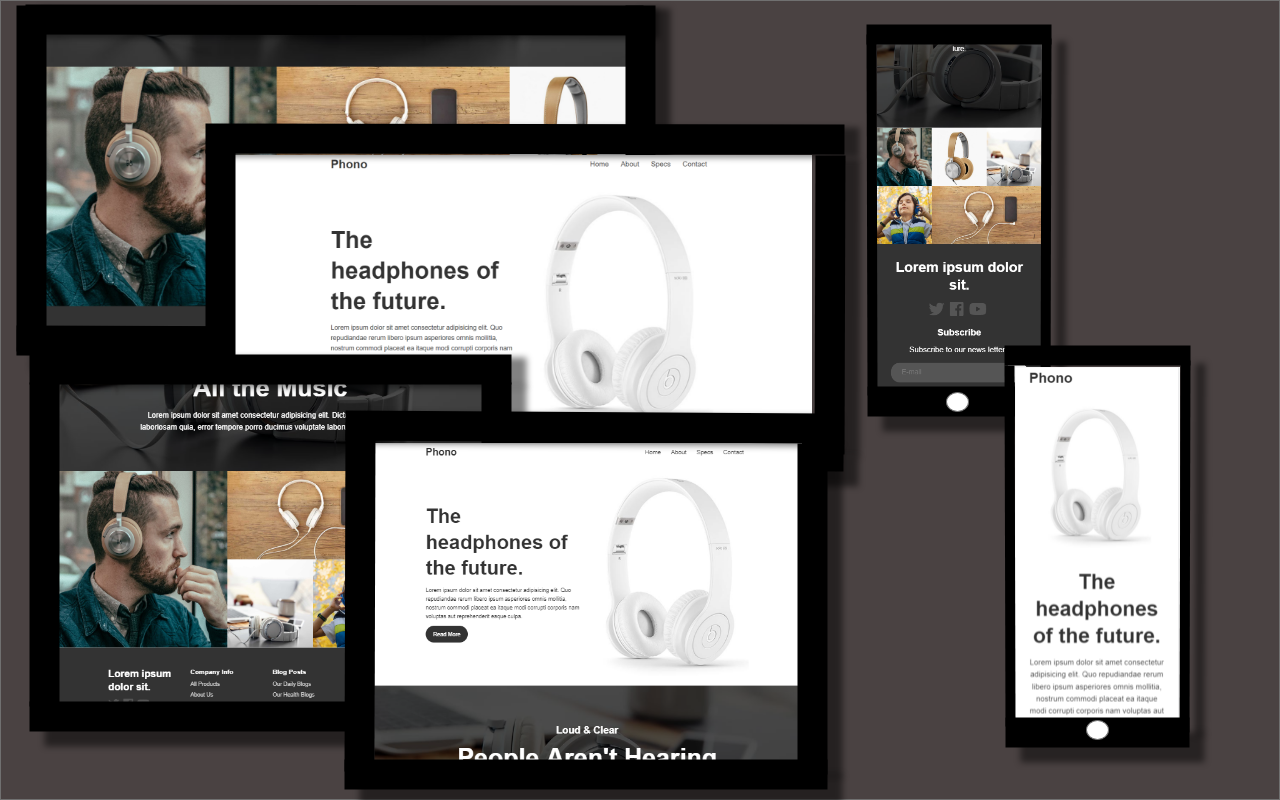 Phono
Home About Specs Contact
The
headphones of
the future.
Lorem ipsum dolor sit amet consectetur adipisicing elit. Quo
repudiandae rerum libero ipsum asperiores omnis mollitia,
nostrum commodi placeat ea itaque modi corrupti corporis nam
All the Music
Lorem ipsum dolor sit amet consectetur adipisicing elit. Dict
laboriosam quia, error tempore porro ducimus voluptate labori
Lorem ipsum
dolor sit.
Company Info
All Products
About Us
Blog Posts
Our Daily Blogs
Our Health Blogs
Phono
Home About Specs Contact
The
headphones of
the future.
Lorem ipsum dolor sit amet consectetur adipisicing elit. Quo
repudiandae rerum libero ipsum asperiores omnis mollitia,
nostrum commodi placeat ea itaque modi corrupti corporis nam
voluptas aut reprehenderit esque culpa.
Read More
Loud & Clear
People Aren't Hearing
iure.
Lorem ipsum dolor
sit.
Subscribe
Subscribe to our news letter
E-mail
Phono
The
headphones
of the future.
Lorem ipsum dolor sit amet consectetur
adipisicing elit. Quo repudiandae rerum
libero ipsum asperiores omnis mollitia,
nostrum commodi placeat ea itaque
modi corrupti corporis nam voluptas aut